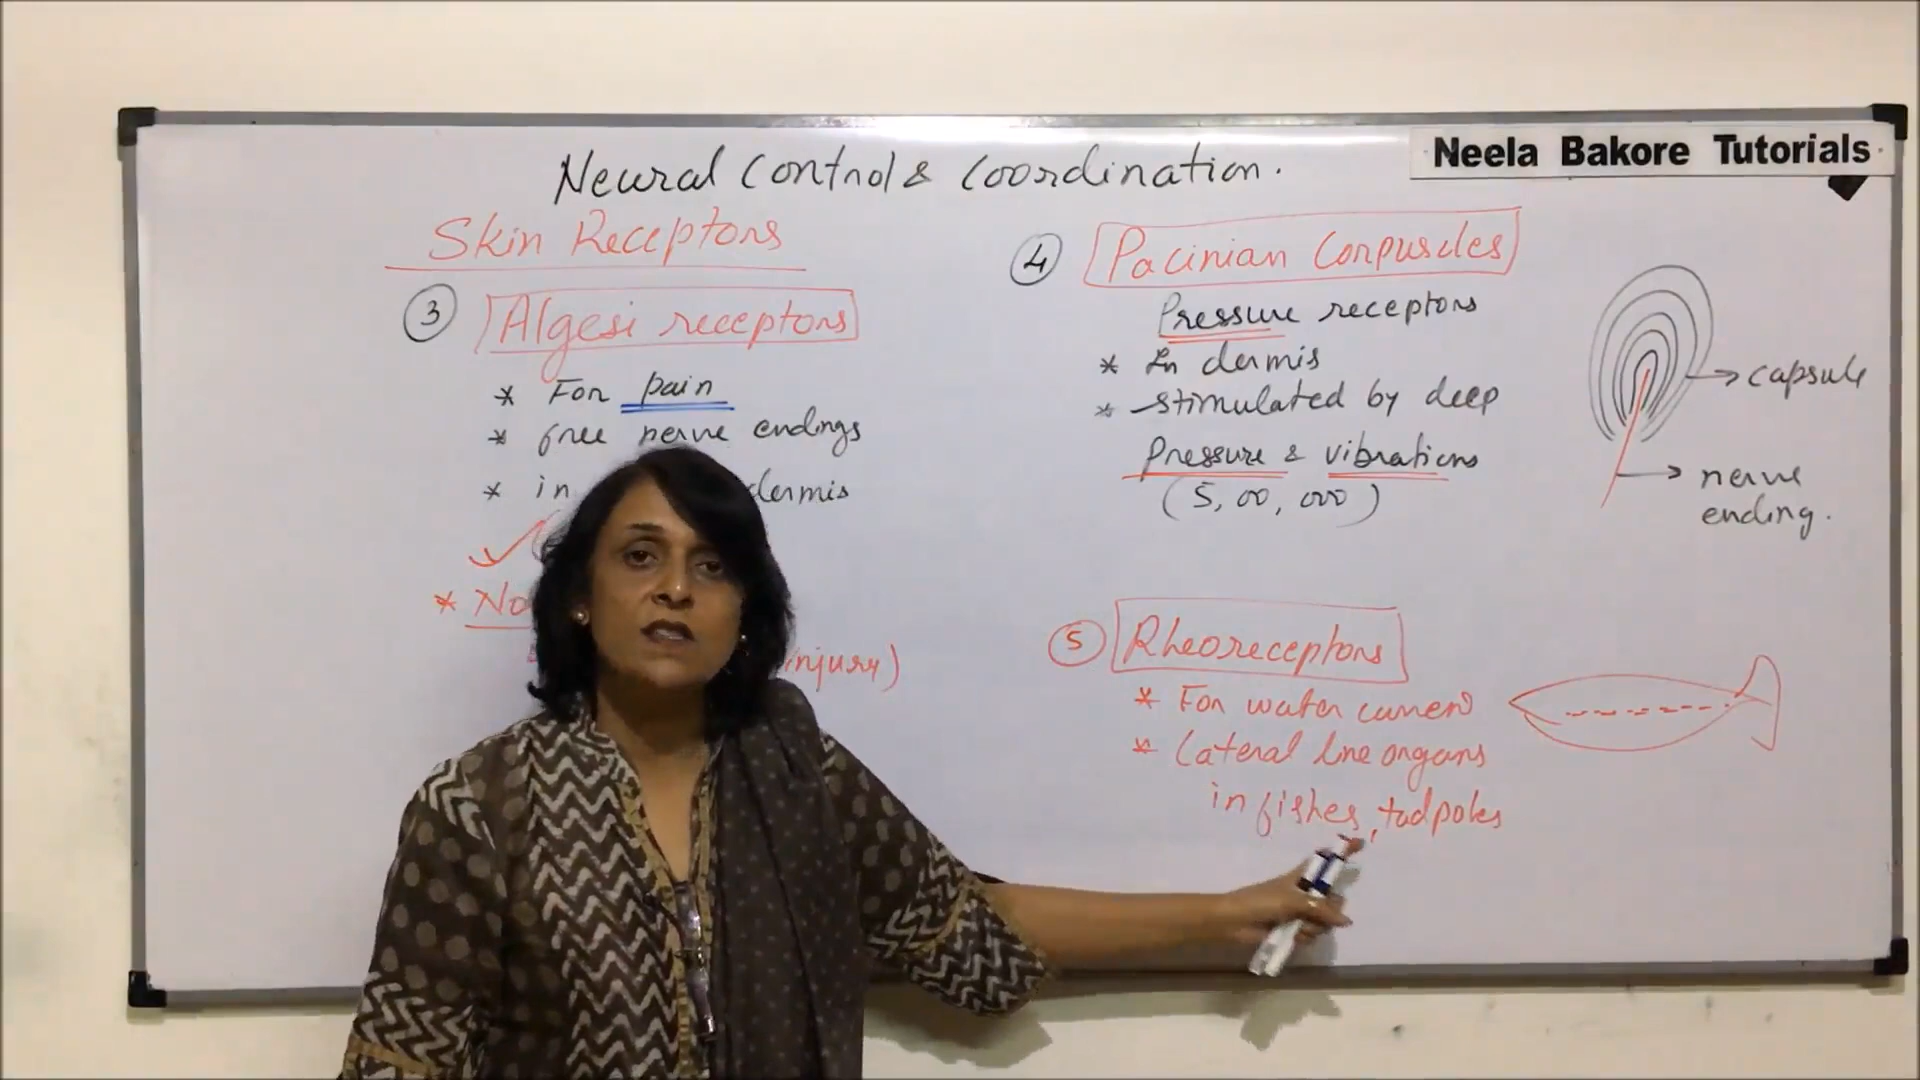 Neural Control & Coordination.
Neela Bakore Tutorials
Skin Receptors
3 Algesi receptors
* For pain
* free nerve endings
* in dermis
* No
injury)
4 Pacinian Corpuscles
Pressure receptors
* In dermis
* stimulated by deep
Pressure & vibrations
(5,00,000)
capsule
nerve
ending.
5 Rheoreceptors
* For water current
* Lateral line organs
in fishes, tadpoles